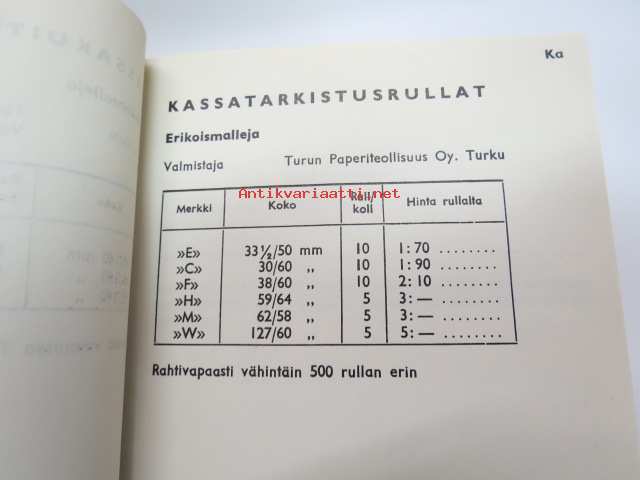 Ka
KASSATARKISTUSRULLAT
Erikoismalleja
Valmistaja Turun Paperiteollisuus Oy. Turku
Antikvariaatti.net
Merkki Koko Rull/koli Hinta rullalta
»E» 33½/50 mm 10 1:70 ........
»C» 30/60 „ 10 1:90 ........
»F» 38/60 „ 10 2:10 ........
»H» 59/64 „ 5 3:— ........
»M» 62/58 „ 5 3:— ........
»W» 127/60 „ 5 5:— ........
Rahtivapaasti vähintäin 500 rullan erin